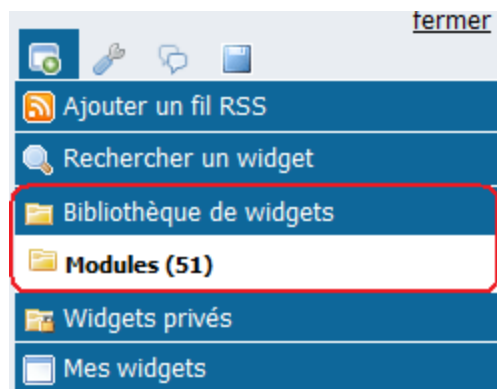 fermer
Ajouter un fil RSS
Rechercher un widget
Bibliothèque de widgets
Modules (51)
Widgets privés
Mes widgets